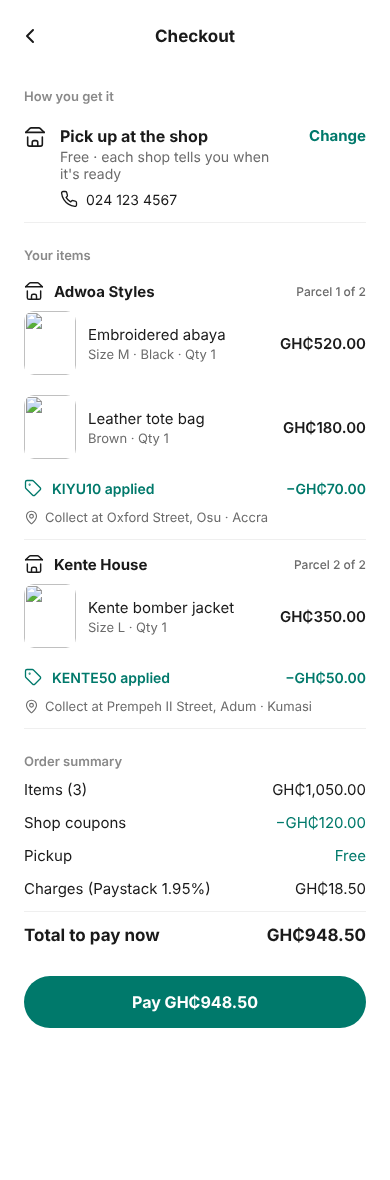 Checkout
How you get it
Pick up at the shop
Change
Free · each shop tells you when
it's ready
024 123 4567
Your items
Adwoa Styles
Parcel 1 of 2
Embroidered abaya
Size M · Black · Qty 1
GH₵520.00
Leather tote bag
Brown · Qty 1
GH₵180.00
KIYU10 applied
−GH₵70.00
Collect at Oxford Street, Osu · Accra
Kente House
Parcel 2 of 2
Kente bomber jacket
Size L · Qty 1
GH₵350.00
KENTE50 applied
−GH₵50.00
Collect at Prempeh II Street, Adum · Kumasi
Order summary
Items (3)
GH₵1,050.00
Shop coupons
−GH₵120.00
Pickup
Free
Charges (Paystack 1.95%)
GH₵18.50
Total to pay now
GH₵948.50
Pay GH₵948.50